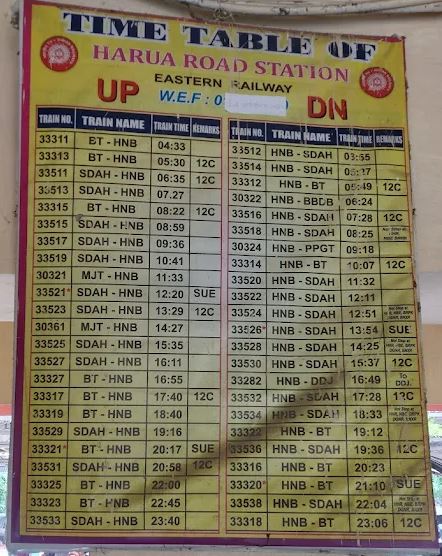 TIME TABLE OF
HARUA ROAD STATION
EASTERN RAILWAY
UP W.E.F : 0 DN
TRAIN NO. TRAIN NAME TRAIN TIME REMARKS
33311 BT - HNB 04:33
33313 BT - HNB 05:30 12C
33511 SDAH - HNB 06:35 12C
33513 SDAH - HNB 07.27
33315 BT - HNB 08:22 12C
33515 SDAH - HNB 08:59
33517 SDAH - HNB 09:36
33519 SDAH - HNB 10:41
30321 MJT - HNB 11:33
33521* SDAH - HNB 12:20 SUE
33523 SDAH - HNB 13:29 12C
30361 MJT - HNB 14:27
33525 SDAH - HNB 15:35
33527 SDAH - HNB 16:11
33327 BT - HNB 16:55
33317 BT - HNB 17:40 12C
33319 BT - HNB 18:40
33529 SDAH - HNB 19:16
33321* BT - HNB 20:17 SUE
33531 SDAH - HNB 20:58 12C
33325 BT - HNB 22:00
33323 BT - HNB 22:45
33533 SDAH - HNB 23:40
TRAIN NO. TRAIN NAME TRAIN TIME REMARKS
33512 HNB - SDAH 03:55
33514 HNB - SDAH 05:27
33312 HNB - BT 05:49 12C
30322 HNB - BBDB 06:24
33516 HNB - SDAH 07:28 12C
33518 HNB - SDAH 08:25
30324 HNB - PPGT 09:18
33314 HNB - BT 10:07 12C
33520 HNB - SDAH 11:32
33522 HNB - SDAH 12:11
33524 HNB - SDAH 12:51
33526* HNB - SDAH 13:54 SUE
33528 HNB - SDAH 14:25
33530 HNB - SDAH 15:37 12C
33282 HNB - DDJ 16:49 DDJ.
33532 HNB - SDAH 17:28 12C
33534 HNB - SDAH 18:33
33322 HNB - BT 19:12
33536 HNB - SDAH 19:36 12C
33316 HNB - BT 20:23
33320* HNB - BT 21:10 SUE
33538 HNB - SDAH 22:04
33318 HNB - BT 23:06 12C